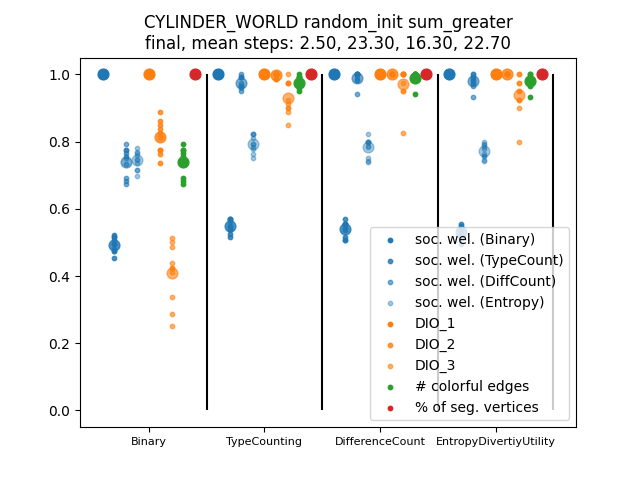 CYLINDER_WORLD random_init sum_greater
final, mean steps: 2.50, 23.30, 16.30, 22.70
1.0
0.8
0.6
0.4
0.2
0.0
soc. wel. (Binary)
soc. wel. (TypeCount)
soc. wel. (DiffCount)
soc. wel. (Entropy)
DIO_1
DIO_2
DIO_3
# colorful edges
% of seg. vertices
Binary TypeCounting DifferenceCount EntropyDivertiyUtility